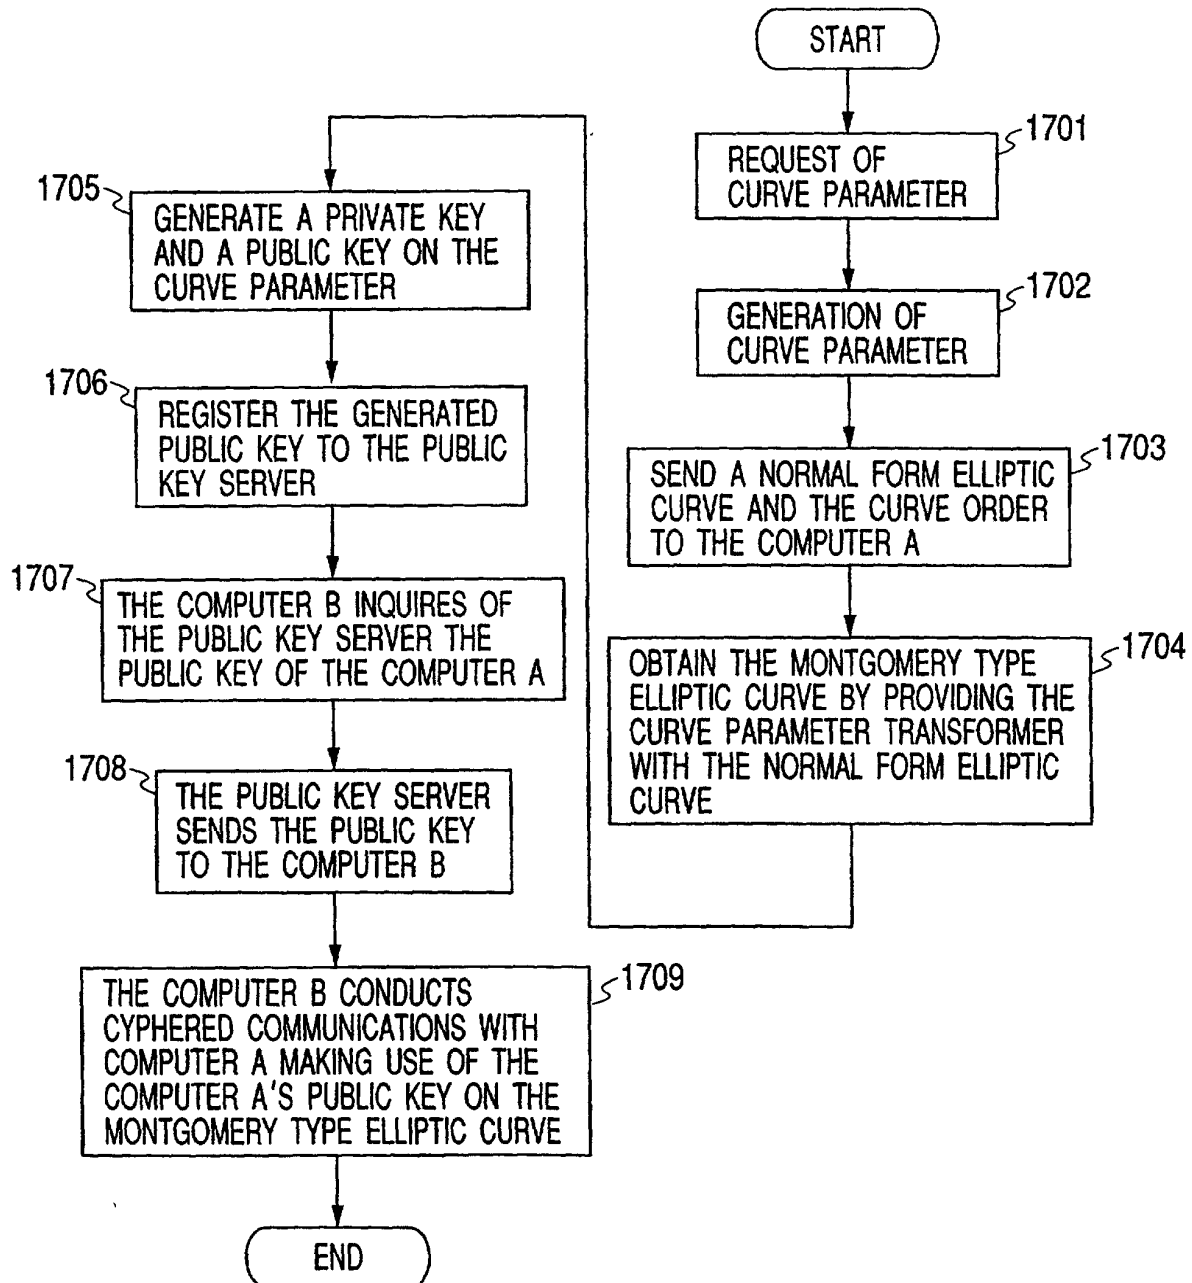 START
1701
REQUEST OF
CURVE PARAMETER
1702
GENERATION OF
CURVE PARAMETER
1703
SEND A NORMAL FORM ELLIPTIC
CURVE AND THE CURVE ORDER
TO THE COMPUTER A
1704
OBTAIN THE MONTGOMERY TYPE
ELLIPTIC CURVE BY PROVIDING THE
CURVE PARAMETER TRANSFORMER
WITH THE NORMAL FORM ELLIPTIC
CURVE
1705
GENERATE A PRIVATE KEY
AND A PUBLIC KEY ON THE
CURVE PARAMETER
1706
REGISTER THE GENERATED
PUBLIC KEY TO THE PUBLIC
KEY SERVER
1707
THE COMPUTER B INQUIRES OF
THE PUBLIC KEY SERVER THE
PUBLIC KEY OF THE COMPUTER A
1708
THE PUBLIC KEY SERVER
SENDS THE PUBLIC KEY
TO THE COMPUTER B
1709
THE COMPUTER B CONDUCTS
CYPHERED COMMUNICATIONS WITH
COMPUTER A MAKING USE OF THE
COMPUTER A'S PUBLIC KEY ON THE
MONTGOMERY TYPE ELLIPTIC CURVE
END